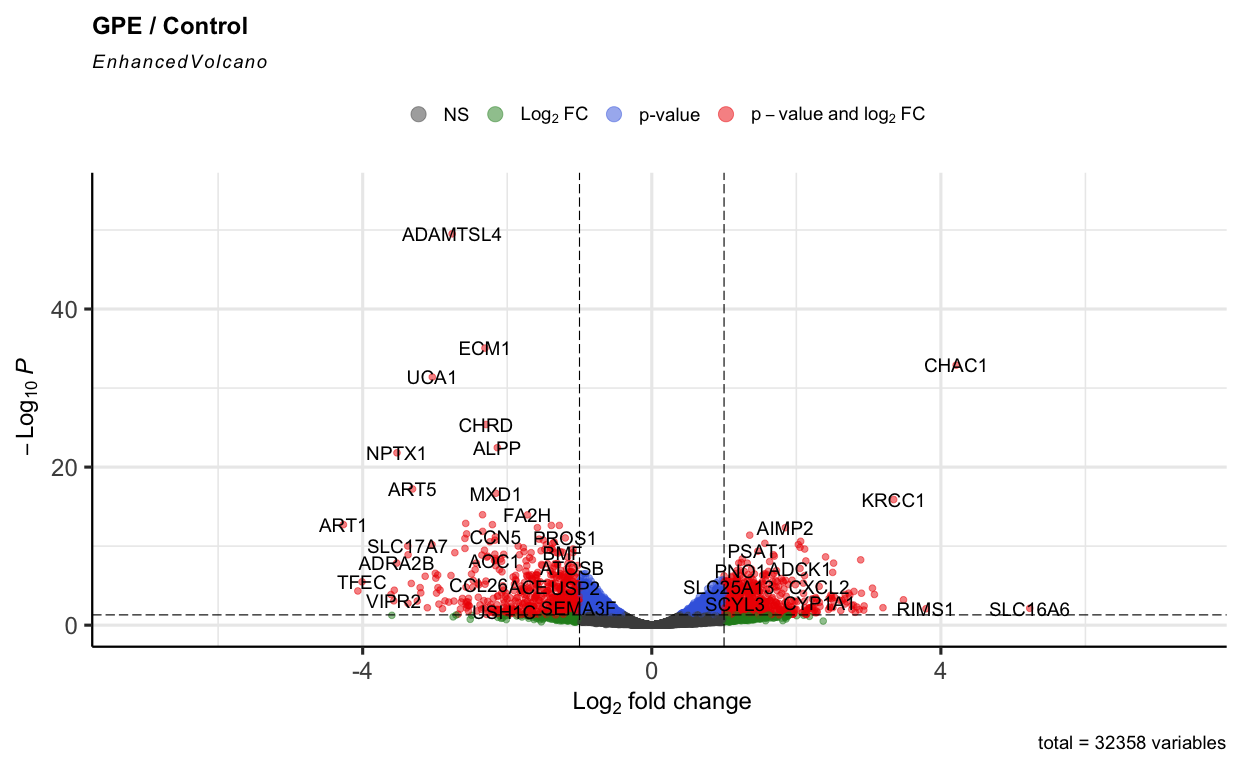 GPE / Control
EnhancedVolcano
NS Log2 FC p-value p – value and log2 FC
ADAMTSL4
40
ECM1
CHAC1
UCA1
CHRD
ALPP
NPTX1
20
ART5
MXD1
KRCC1
FA2H
ART1
AIMP2
CCN5 PROS1
SLC17A7
PSAT1
BMF
ADRA2B
AOC1
ATOSB
PNO1 ADCK1
TFEC
CCL26 ACE USP2
SLC25A13 CXCL2
VIPR2
SCYL3 CYP1A1
USH1C SEMA3F
RIMS1 SLC16A6
0
– Log10 P
-4 0 4
Log2 fold change
total = 32358 variables